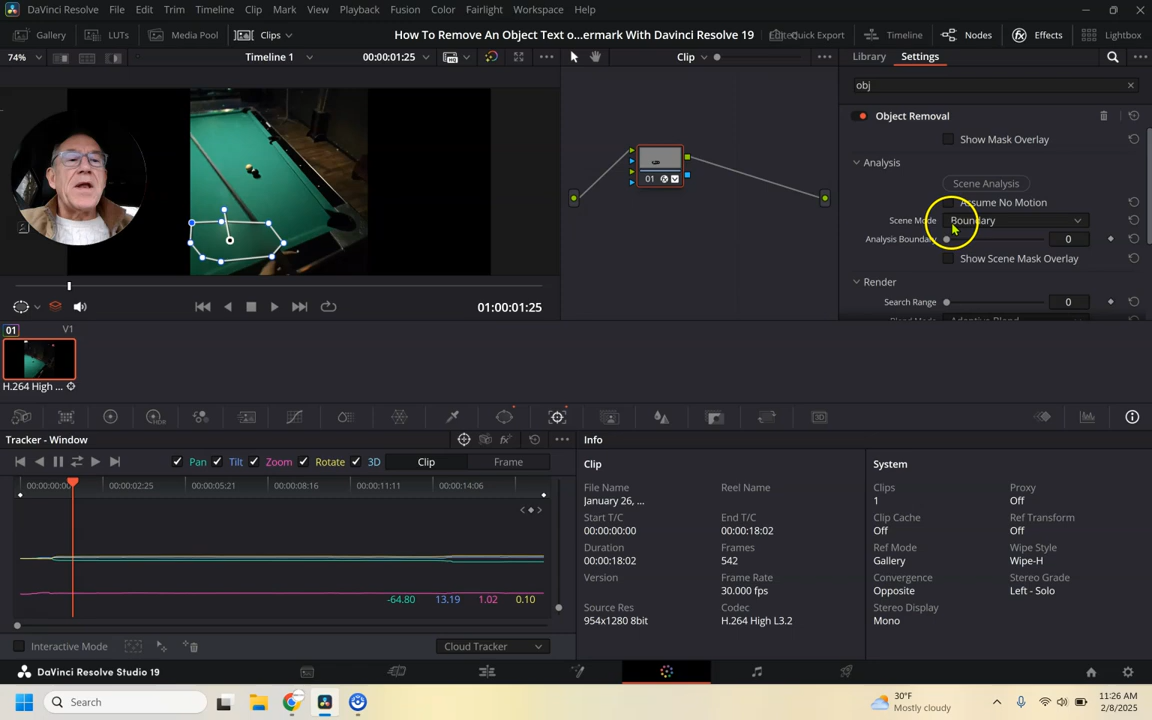 DaVinci Resolve File Edit Trim Timeline Clip Mark View Playback Fusion Color Fairlight Workspace Help
Gallery LUTs Media Pool Clips How To Remove An Object Text o...ermark With Davinci Resolve 19 Quick Export Timeline Nodes Effects Lightbox
74% Timeline 1 00:00:01:25 Clip Library Settings
obj
Object Removal
Show Mask Overlay
Analysis
Scene Analysis
Assume No Motion
Scene Mode Boundary
Analysis Boundary 0
Show Scene Mask Overlay
Render
Search Range 0
Blend Mode Adaptive Blend
01
01:00:01:25
01 V1
H.264 High ...
3D
Tracker - Window Info
Pan Tilt Zoom Rotate 3D Clip Frame
00:00:00:00 00:00:02:25 00:00:05:21 00:00:08:16 00:00:11:11 00:00:14:06
-64.80 13.19 1.02 0.10
Interactive Mode Cloud Tracker
Clip System
File Name Reel Name
January 26, ...
Start T/C End T/C
00:00:00:00 00:00:18:02
Duration Frames
00:00:18:02 542
Version Frame Rate
30.000 fps
Source Res Codec
954x1280 8bit H.264 High L3.2
Clips Proxy
1 Off
Clip Cache Ref Transform
Off Off
Ref Mode Wipe Style
Gallery Wipe-H
Convergence Stereo Grade
Opposite Left - Solo
Stereo Display
Mono
DaVinci Resolve Studio 19
Search 30°F Mostly cloudy 11:26 AM
2/8/2025